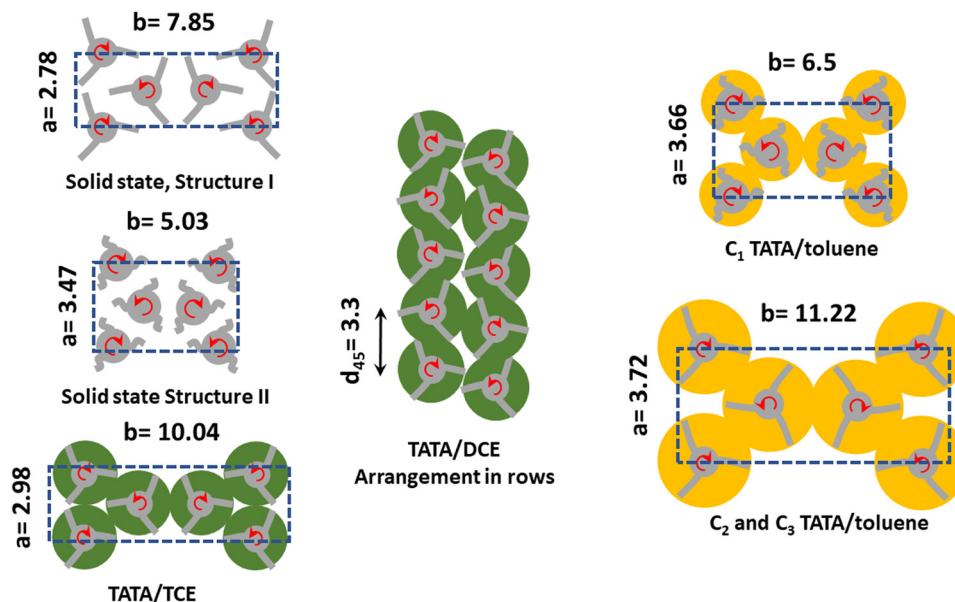 b= 7.85
a= 2.78
Solid state, Structure I
b= 5.03
a= 3.47
Solid state Structure II
b= 10.04
a= 2.98
TATA/TCE
d₄₅= 3.3
TATA/DCE
Arrangement in rows
b= 6.5
a= 3.66
C₁ TATA/toluene
b= 11.22
a= 3.72
C₂ and C₃ TATA/toluene